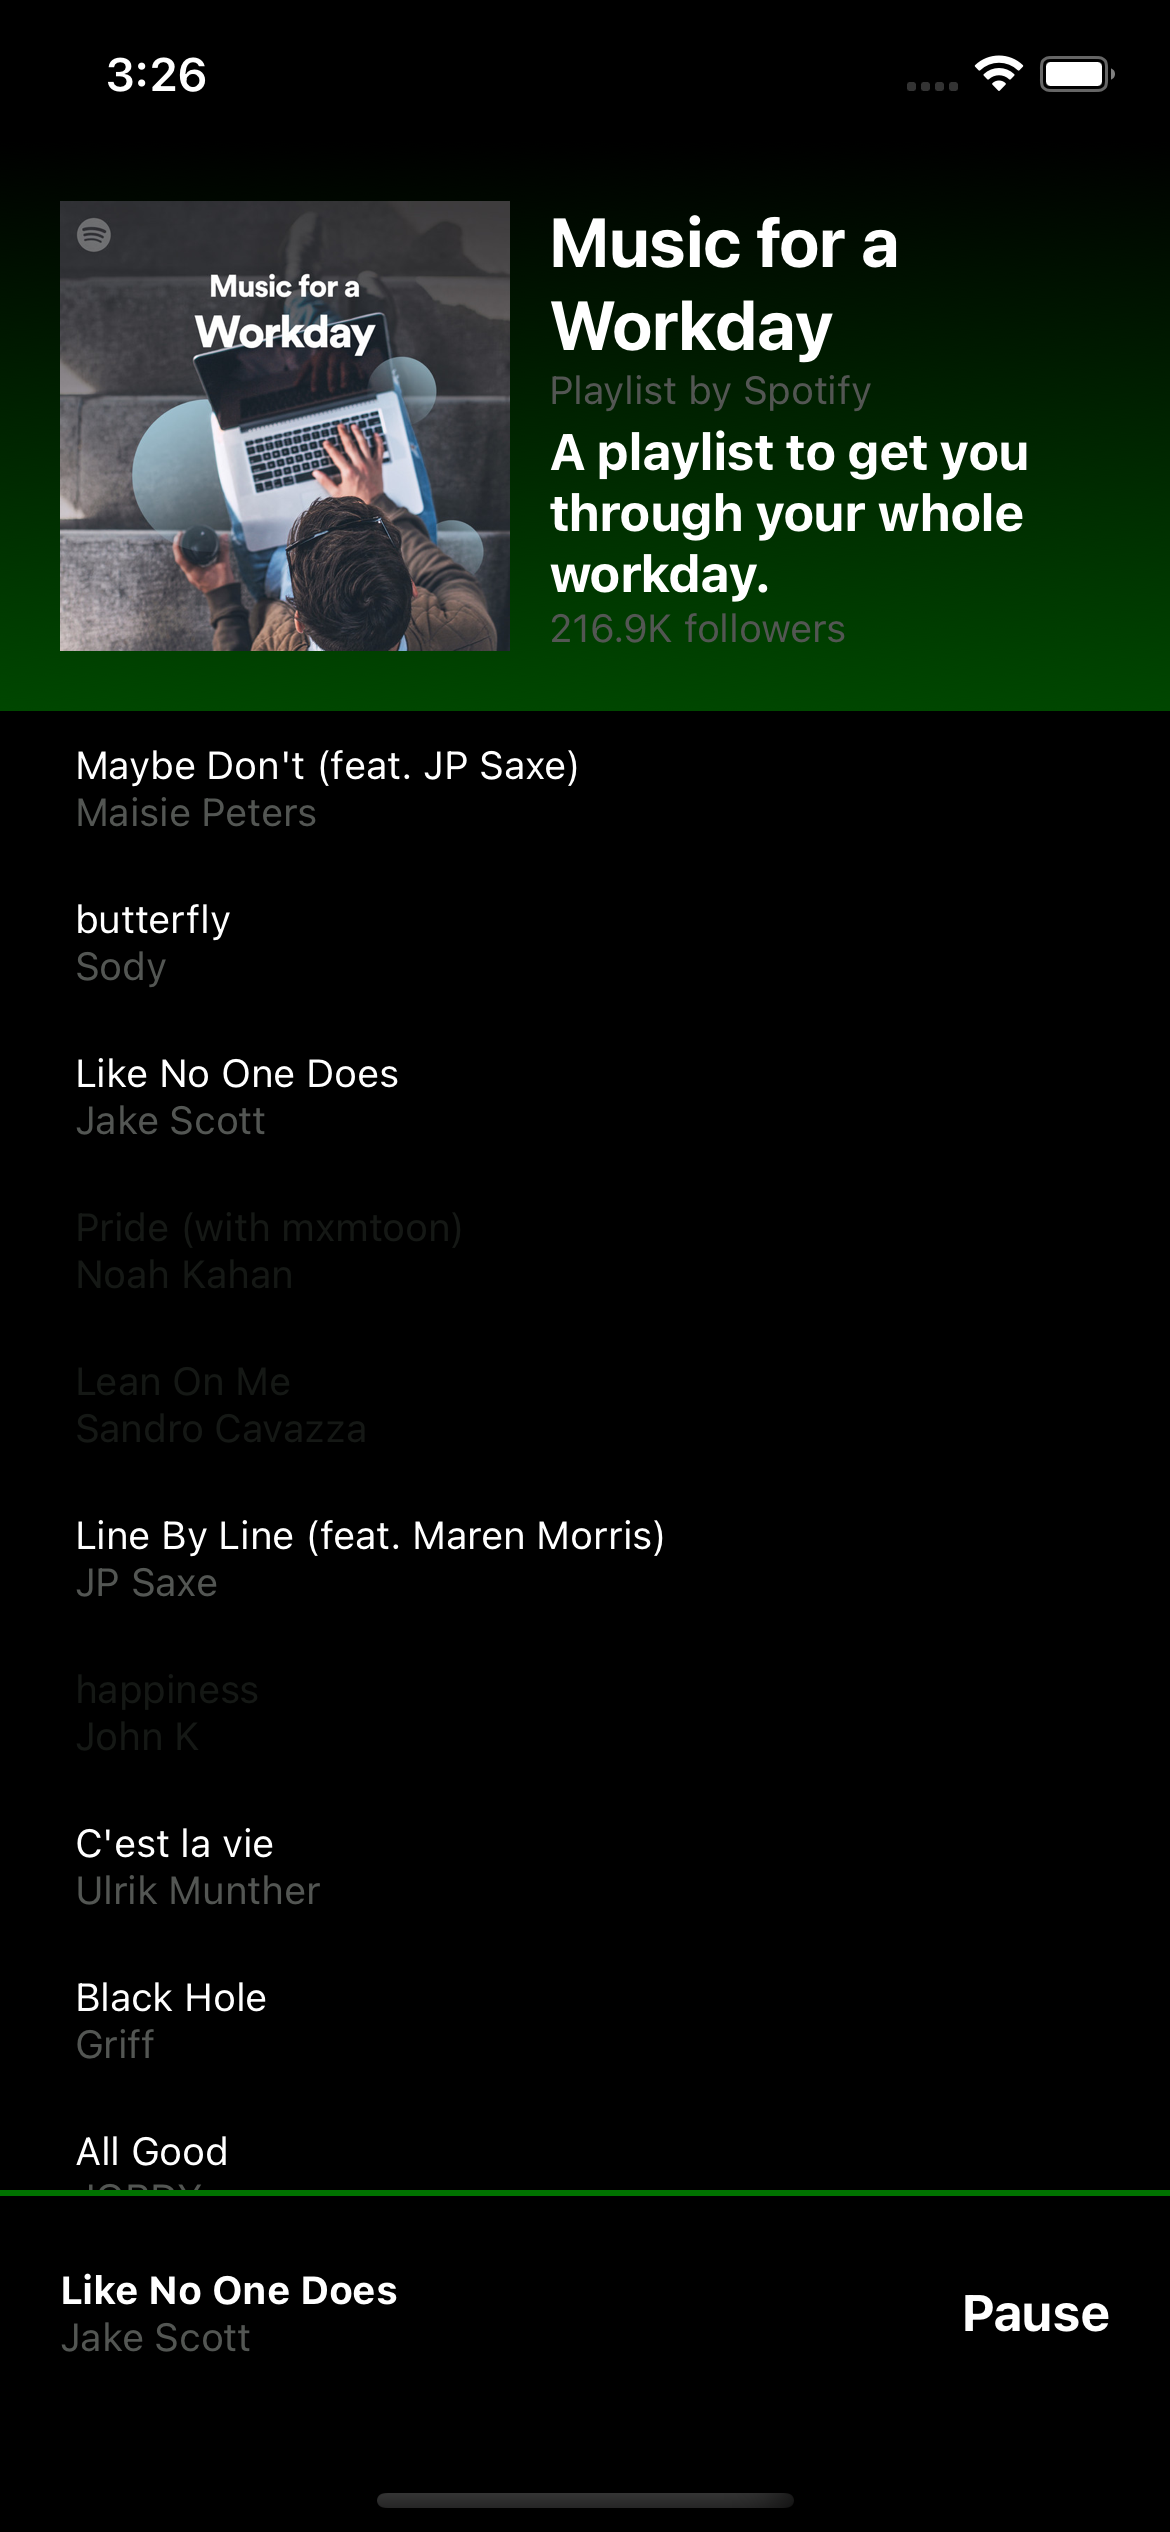 3:26
Music for a
Workday
Music for a
Workday
Playlist by Spotify
A playlist to get you
through your whole
workday.
216.9K followers
Maybe Don't (feat. JP Saxe)
Maisie Peters
butterfly
Sody
Like No One Does
Jake Scott
Pride (with mxmtoon)
Noah Kahan
Lean On Me
Sandro Cavazza
Line By Line (feat. Maren Morris)
JP Saxe
happiness
John K
C'est la vie
Ulrik Munther
Black Hole
Griff
All Good
Like No One Does
Jake Scott
Pause